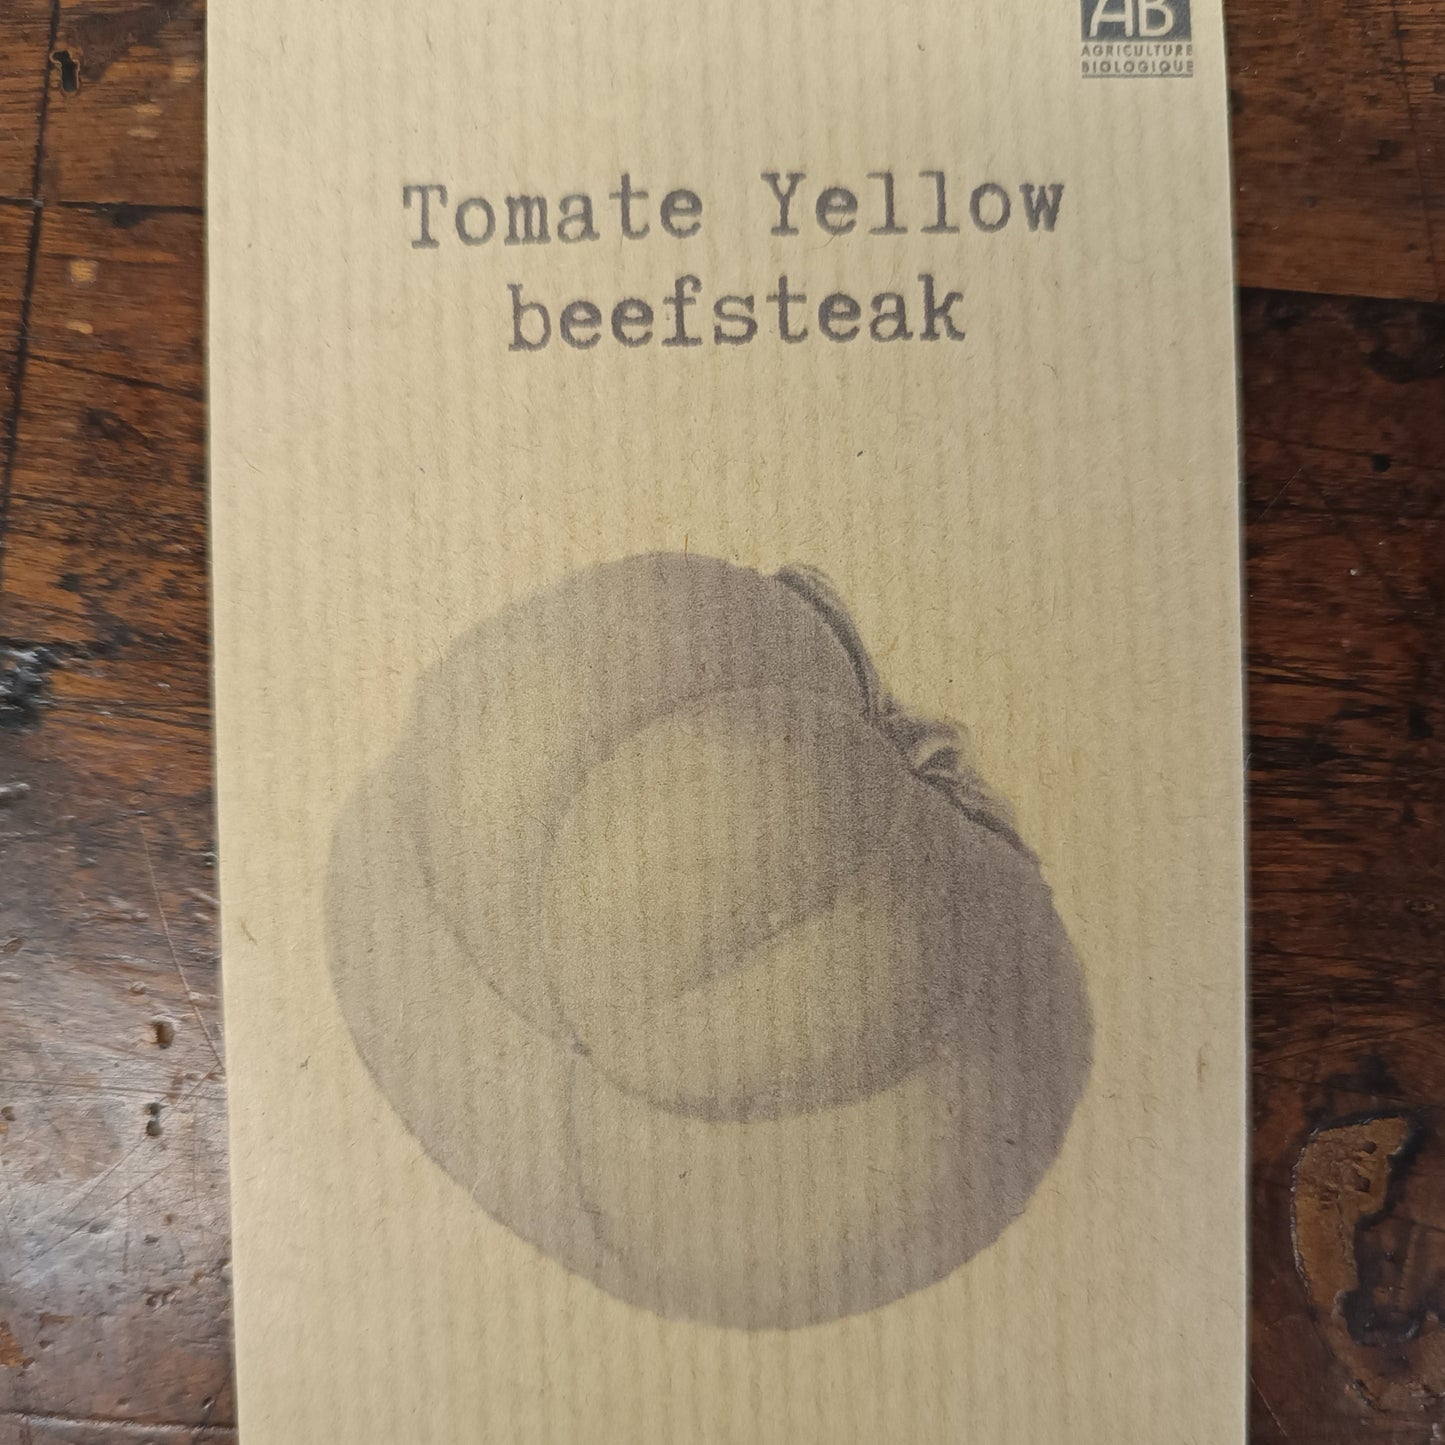 AB
AGRICULTURE
BIOLOGIQUE
Tomate Yellow
beefsteak